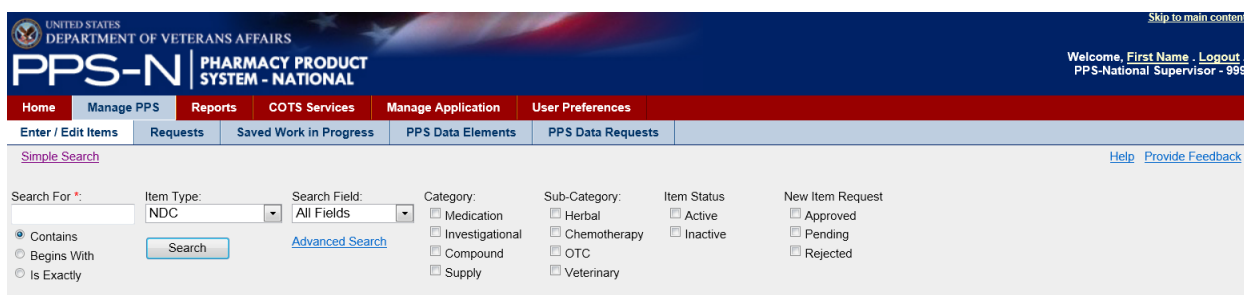 UNITED STATES
DEPARTMENT OF VETERANS AFFAIRS
PPS-N PHARMACY PRODUCT
SYSTEM - NATIONAL
Skip to main content
Welcome, First Name . Logout .
PPS-National Supervisor - 999
Home Manage PPS Reports COTS Services Manage Application User Preferences
Enter / Edit Items Requests Saved Work in Progress PPS Data Elements PPS Data Requests
Simple Search Help Provide Feedback
Search For *: Item Type: Search Field: Category: Sub-Category: Item Status New Item Request
NDC All Fields Medication Herbal Active Approved
Contains Search Advanced Search Investigational Chemotherapy Inactive Pending
Begins With Compound OTC Rejected
Is Exactly Supply Veterinary